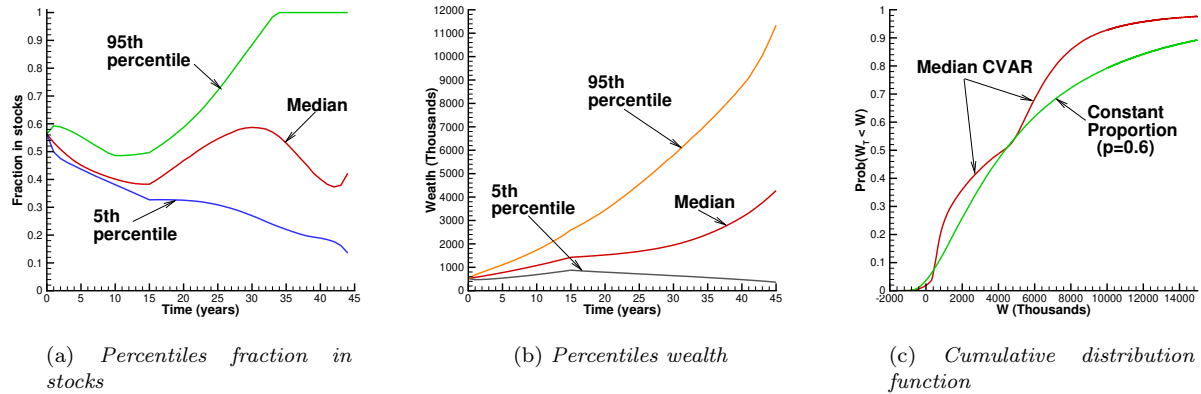 1
0.9
0.8
0.7
0.6
0.5
0.4
0.3
0.2
0.1
0
Fraction in stocks
95th
percentile
Median
5th
percentile
0 5 10 15 20 25 30 35 40 45
Time (years)
(a) Percentiles fraction in
stocks
12000
11000
10000
9000
8000
7000
6000
5000
4000
3000
2000
1000
0
Wealth (Thousands)
95th
percentile
5th
percentile
Median
0 5 10 15 20 25 30 35 40 45
Time (years)
(b) Percentiles wealth
1
0.9
0.8
0.7
0.6
0.5
0.4
0.3
0.2
0.1
0
Prob(W_T < W)
Median CVAR
Constant
Proportion
(p=0.6)
-2000 0 2000 4000 6000 8000 10000 12000 14000
W (Thousands)
(c) Cumulative distribution
function